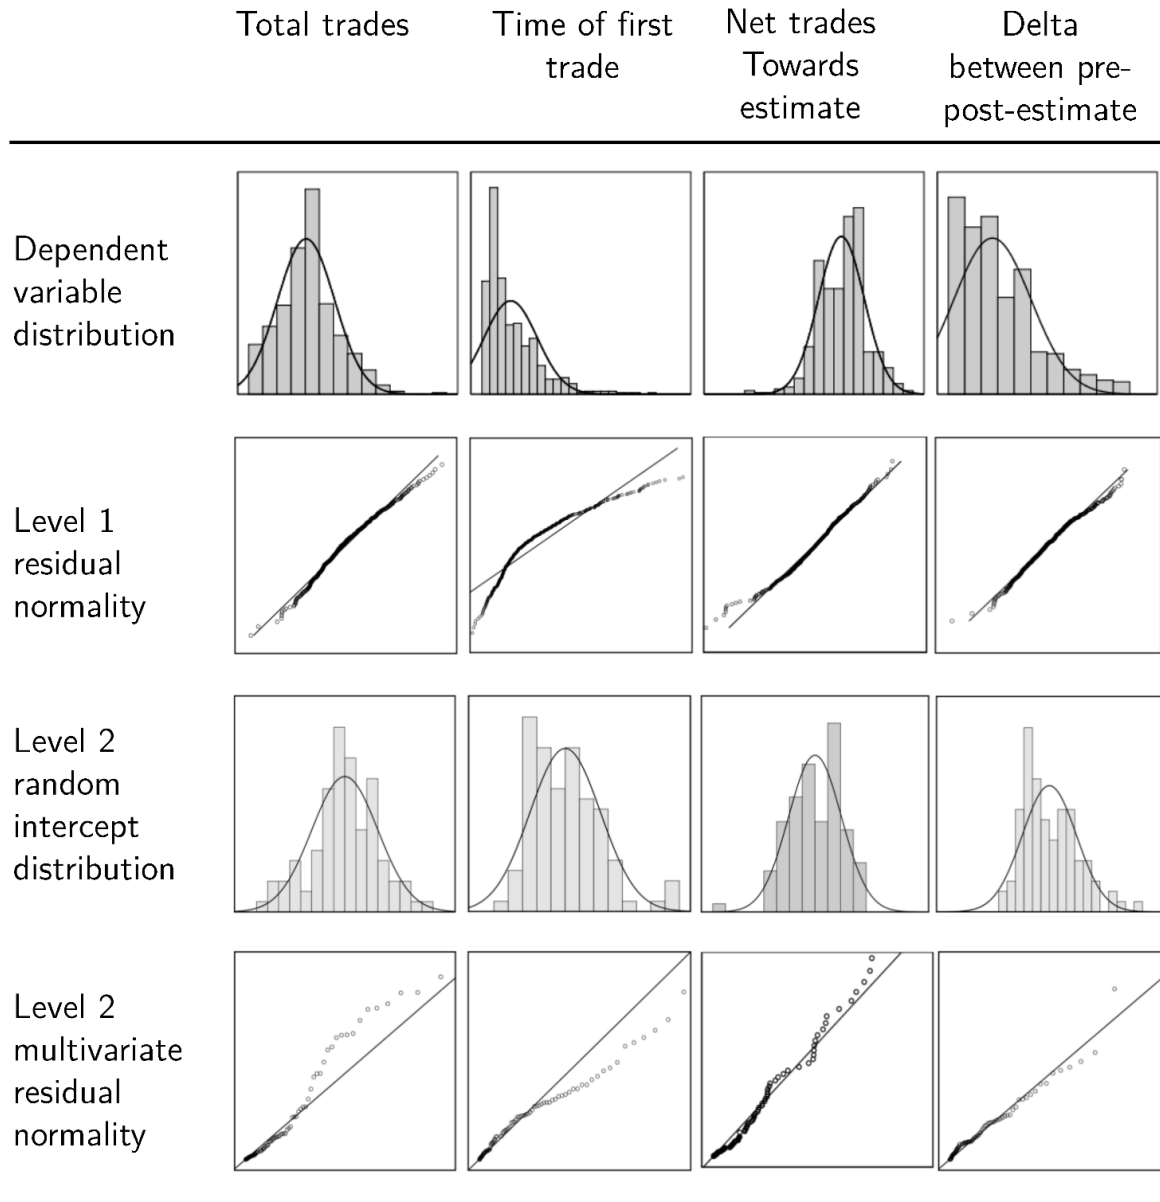 Total trades
Time of first
trade
Net trades
Towards
estimate
Delta
between pre-
post-estimate
Dependent
variable
distribution
Level 1
residual
normality
Level 2
random
intercept
distribution
Level 2
multivariate
residual
normality